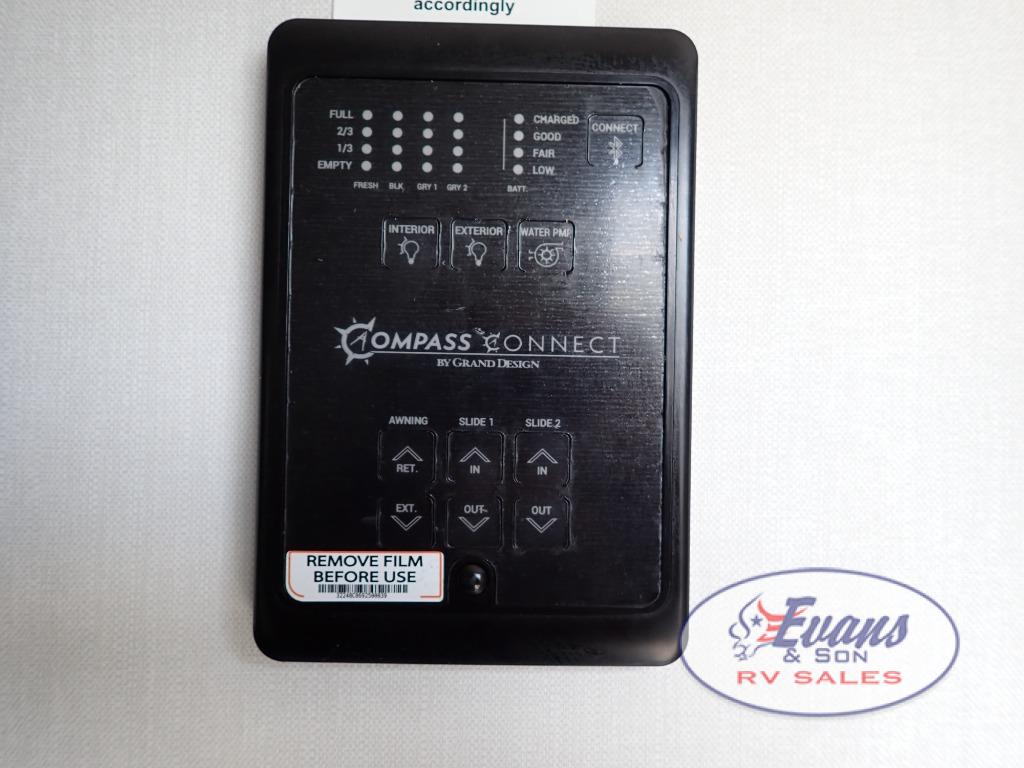 accordingly
FULL
2/3
1/3
EMPTY
FRESH BLK GRY 1 GRY 2
CHARGED
GOOD
FAIR
LOW
BATT.
CONNECT
INTERIOR EXTERIOR WATER PMP
COMPASS CONNECT
BY GRAND DESIGN
AWNING SLIDE 1 SLIDE 2
RET. IN IN
EXT. OUT OUT
REMOVE FILM
BEFORE USE
Evans
& SON
RV SALES